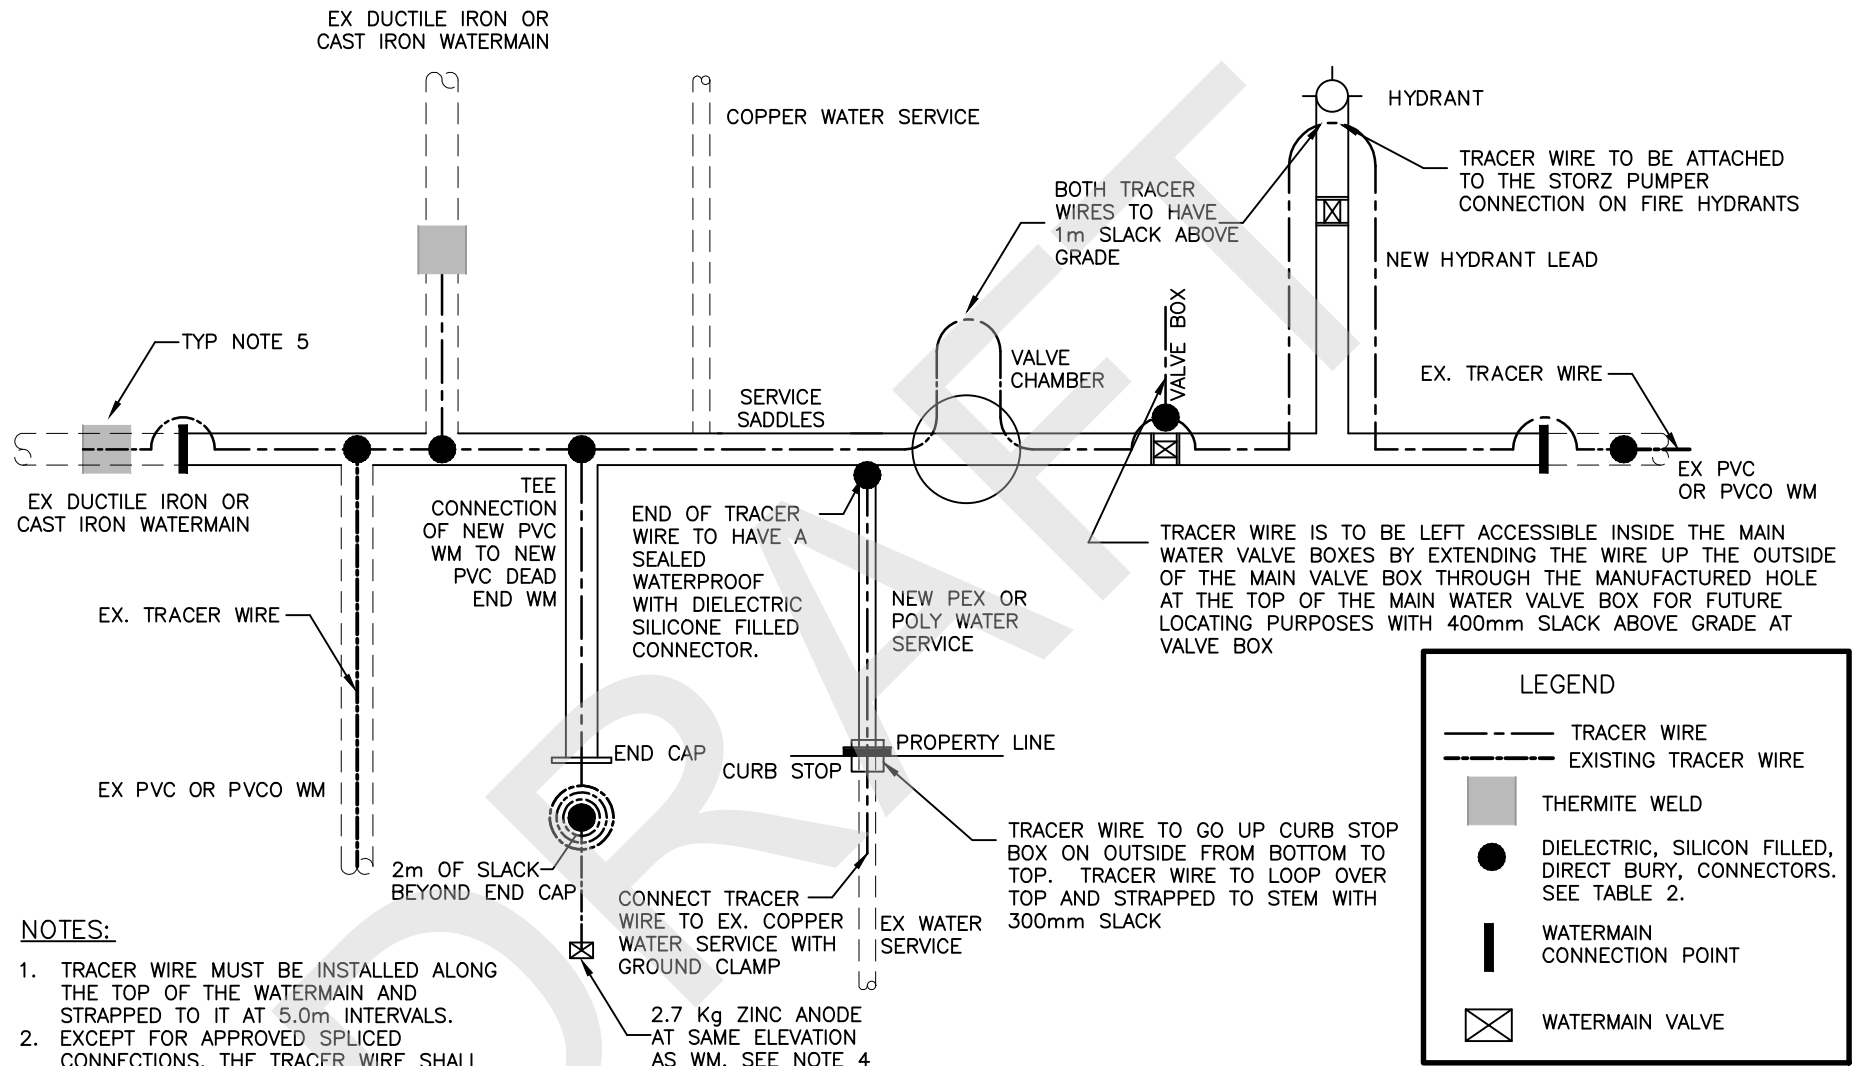 EX DUCTILE IRON OR
CAST IRON WATERMAIN
COPPER WATER SERVICE
HYDRANT
TRACER WIRE TO BE ATTACHED
TO THE STORZ PUMPER
CONNECTION ON FIRE HYDRANTS
BOTH TRACER
WIRES TO HAVE
1m SLACK ABOVE
GRADE
NEW HYDRANT LEAD
VALVE BOX
TYP NOTE 5
VALVE
CHAMBER
EX. TRACER WIRE
SERVICE
SADDLES
EX DUCTILE IRON OR
CAST IRON WATERMAIN
TEE
CONNECTION
OF NEW PVC
WM TO NEW
PVC DEAD
END WM
END OF TRACER
WIRE TO HAVE A
SEALED
WATERPROOF
WITH DIELECTRIC
SILICONE FILLED
CONNECTOR.
EX PVC
OR PVCO WM
TRACER WIRE IS TO BE LEFT ACCESSIBLE INSIDE THE MAIN
WATER VALVE BOXES BY EXTENDING THE WIRE UP THE OUTSIDE
OF THE MAIN VALVE BOX THROUGH THE MANUFACTURED HOLE
AT THE TOP OF THE MAIN WATER VALVE BOX FOR FUTURE
LOCATING PURPOSES WITH 400mm SLACK ABOVE GRADE AT
VALVE BOX
EX. TRACER WIRE
NEW PEX OR
POLY WATER
SERVICE
EX PVC OR PVCO WM
END CAP
PROPERTY LINE
CURB STOP
2m OF SLACK
BEYOND END CAP
CONNECT TRACER
WIRE TO EX. COPPER
WATER SERVICE WITH
GROUND CLAMP
EX WATER
SERVICE
TRACER WIRE TO GO UP CURB STOP
BOX ON OUTSIDE FROM BOTTOM TO
TOP. TRACER WIRE TO LOOP OVER
TOP AND STRAPPED TO STEM WITH
300mm SLACK
2.7 Kg ZINC ANODE
AT SAME ELEVATION
AS WM. SEE NOTE 4
LEGEND
TRACER WIRE
EXISTING TRACER WIRE
THERMITE WELD
DIELECTRIC, SILICON FILLED,
DIRECT BURY, CONNECTORS.
SEE TABLE 2.
WATERMAIN
CONNECTION POINT
WATERMAIN VALVE
NOTES:
1. TRACER WIRE MUST BE INSTALLED ALONG
THE TOP OF THE WATERMAIN AND
STRAPPED TO IT AT 5.0m INTERVALS.
2. EXCEPT FOR APPROVED SPLICED
CONNECTIONS, THE TRACER WIRE SHALL
DRAFT